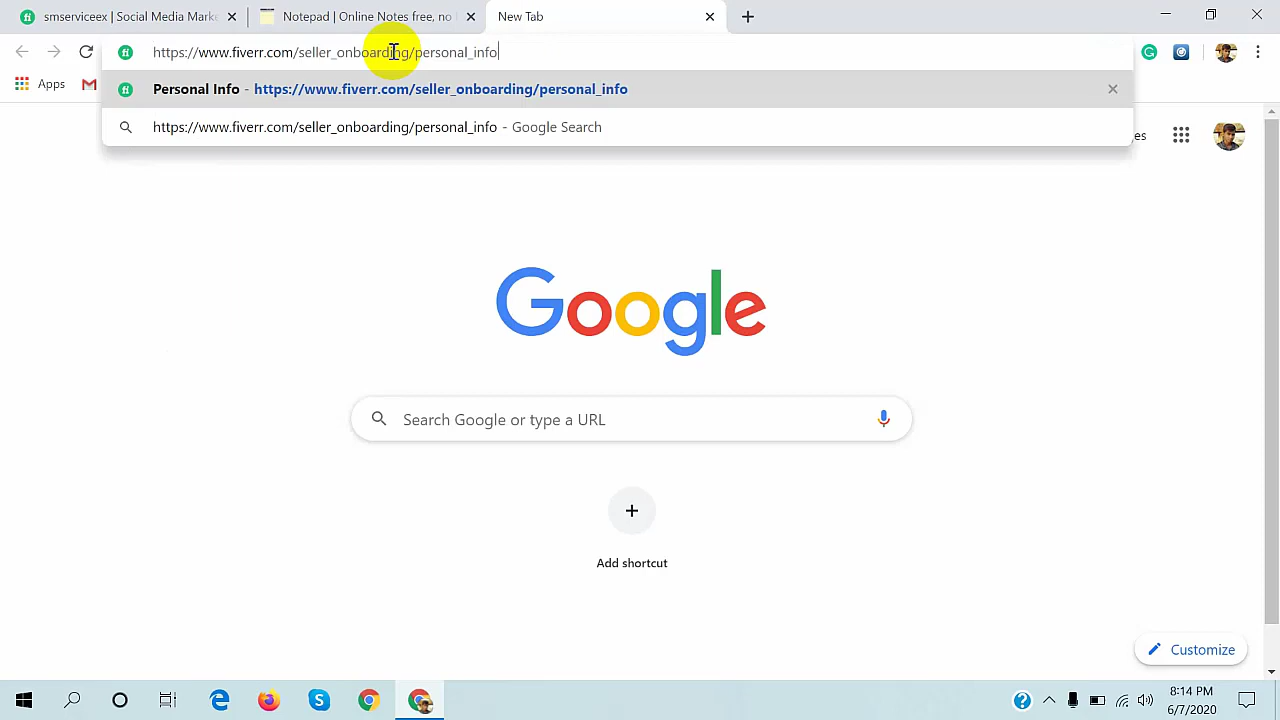 smservicex | Social Media Mark
Notepad | Online Notes free, no l
New Tab
https://www.fiverr.com/seller_onboarding/personal_info
Apps
Personal Info - https://www.fiverr.com/seller_onboarding/personal_info
https://www.fiverr.com/seller_onboarding/personal_info - Google Search
es
Google
Search Google or type a URL
Add shortcut
Customize
8:14 PM
6/7/2020